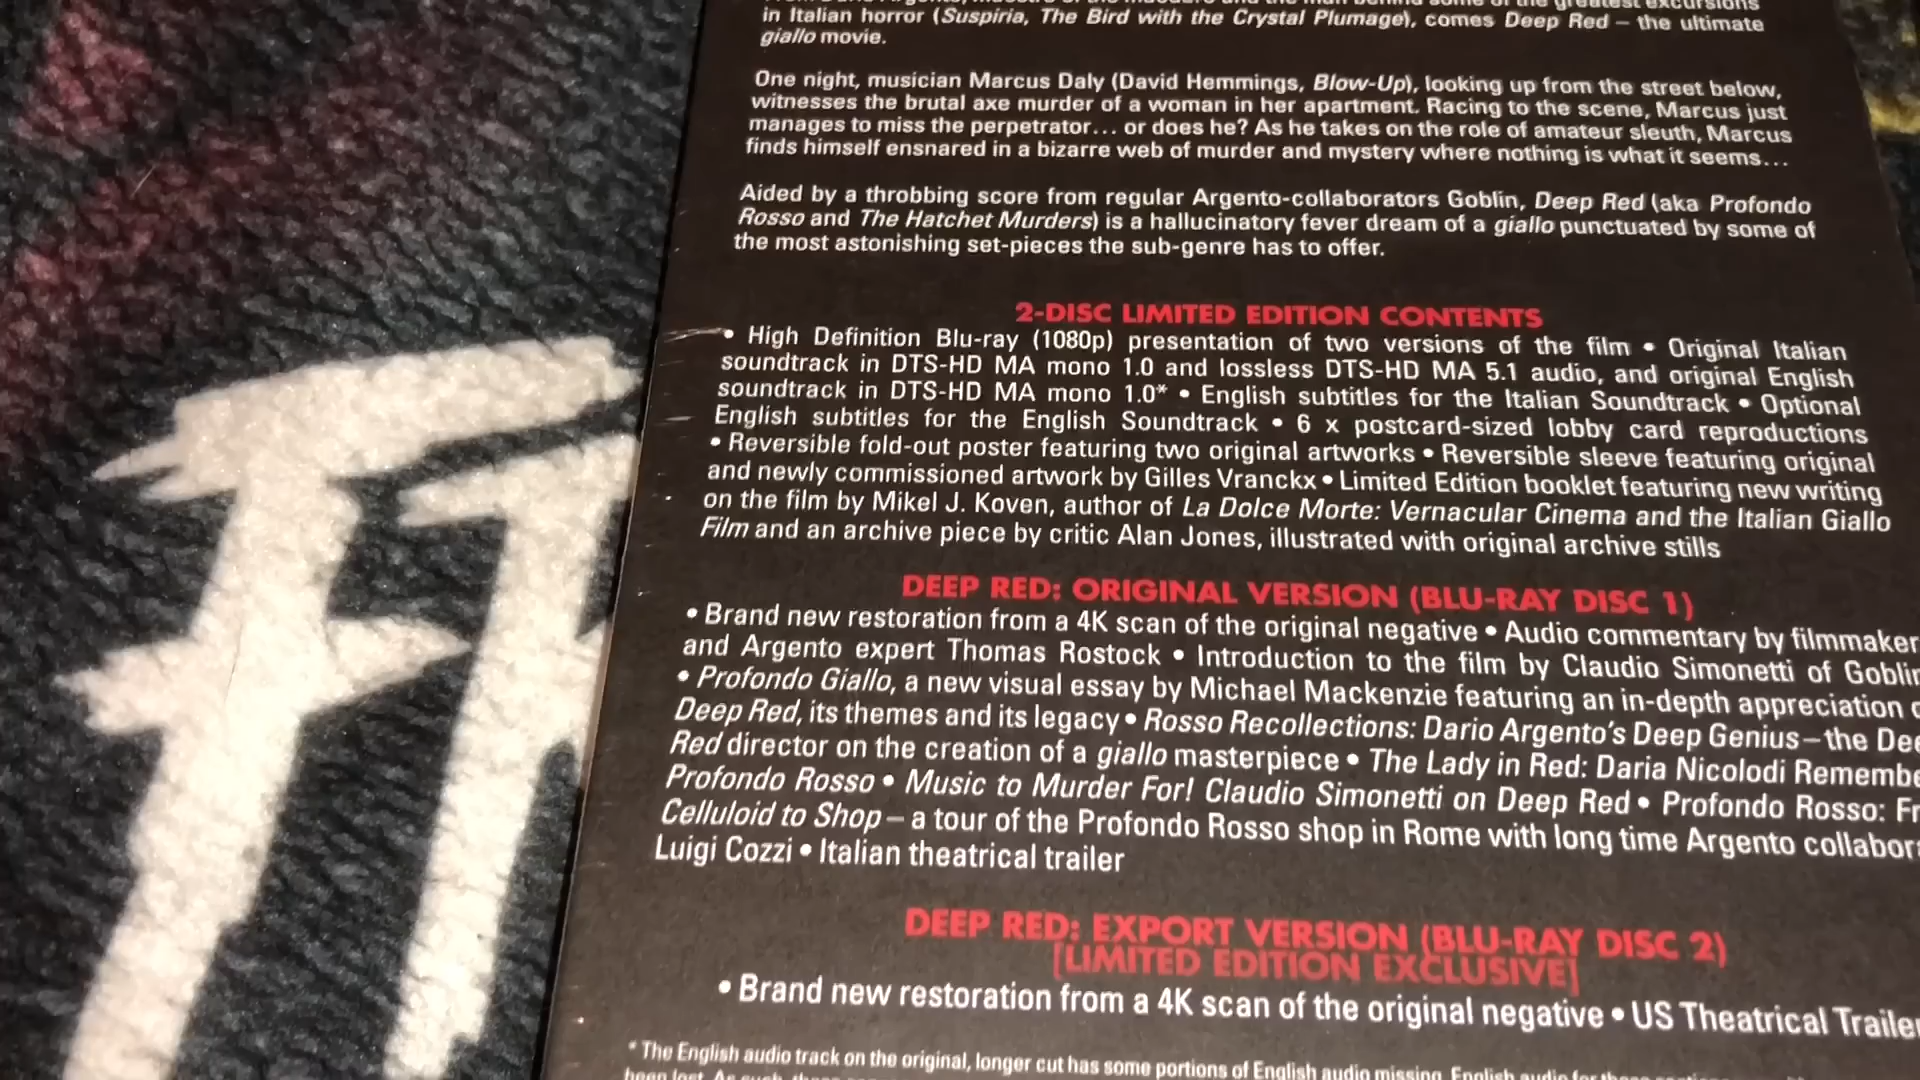 in Italian horror (Suspiria, The Bird with the Crystal Plumage), comes Deep Red – the ultimate
giallo movie.
One night, musician Marcus Daly (David Hemmings, Blow-Up), looking up from the street below,
witnesses the brutal axe murder of a woman in her apartment. Racing to the scene, Marcus just
manages to miss the perpetrator... or does he? As he takes on the role of amateur sleuth, Marcus
finds himself ensnared in a bizarre web of murder and mystery where nothing is what it seems...
Aided by a throbbing score from regular Argento-collaborators Goblin, Deep Red (aka Profondo
Rosso and The Hatchet Murders) is a hallucinatory fever dream of a giallo punctuated by some of
the most astonishing set-pieces the sub-genre has to offer.
2-DISC LIMITED EDITION CONTENTS
• High Definition Blu-ray (1080p) presentation of two versions of the film • Original Italian
soundtrack in DTS-HD MA mono 1.0 and lossless DTS-HD MA 5.1 audio, and original English
soundtrack in DTS-HD MA mono 1.0* • English subtitles for the Italian Soundtrack • Optional
English subtitles for the English Soundtrack • 6 x postcard-sized lobby card reproductions
• Reversible fold-out poster featuring two original artworks • Reversible sleeve featuring original
and newly commissioned artwork by Gilles Vranckx • Limited Edition booklet featuring new writing
on the film by Mikel J. Koven, author of La Dolce Morte: Vernacular Cinema and the Italian Giallo
Film and an archive piece by critic Alan Jones, illustrated with original archive stills
DEEP RED: ORIGINAL VERSION (BLU-RAY DISC 1)
• Brand new restoration from a 4K scan of the original negative • Audio commentary by filmmaker
and Argento expert Thomas Rostock • Introduction to the film by Claudio Simonetti of Goblin
• Profondo Giallo, a new visual essay by Michael Mackenzie featuring an in-depth appreciation
Deep Red, its themes and its legacy • Rosso Recollections: Dario Argento's Deep Genius – the Dee
Red director on the creation of a giallo masterpiece • The Lady in Red: Daria Nicolodi Remembe
Profondo Rosso • Music to Murder For! Claudio Simonetti on Deep Red • Profondo Rosso: Fr
Celluloid to Shop – a tour of the Profondo Rosso shop in Rome with long time Argento collabor
Luigi Cozzi • Italian theatrical trailer
DEEP RED: EXPORT VERSION (BLU-RAY DISC 2)
[LIMITED EDITION EXCLUSIVE]
• Brand new restoration from a 4K scan of the original negative • US Theatrical Trailer
* The English audio track on the original, longer cut has some portions of English audio missing. English audio for